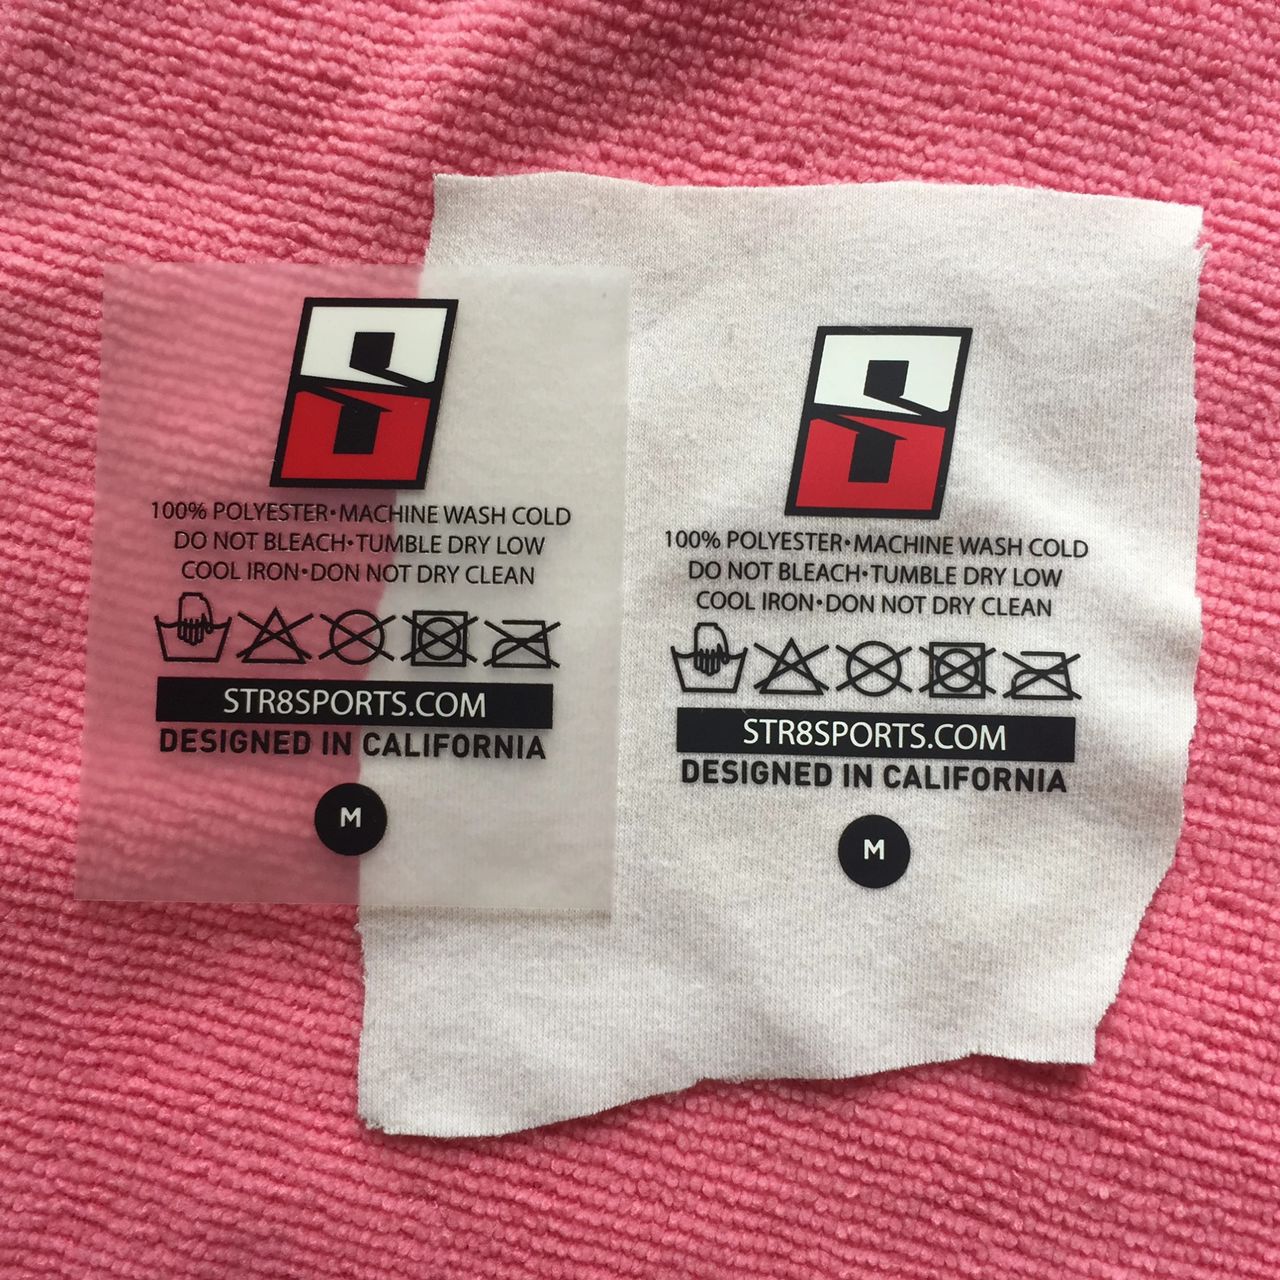 100% POLYESTER•MACHINE WASH COLD
DO NOT BLEACH•TUMBLE DRY LOW
COOL IRON•DON NOT DRY CLEAN
STR8SPORTS.COM
DESIGNED IN CALIFORNIA
M
100% POLYESTER•MACHINE WASH COLD
DO NOT BLEACH•TUMBLE DRY LOW
COOL IRON•DON NOT DRY CLEAN
STR8SPORTS.COM
DESIGNED IN CALIFORNIA
M